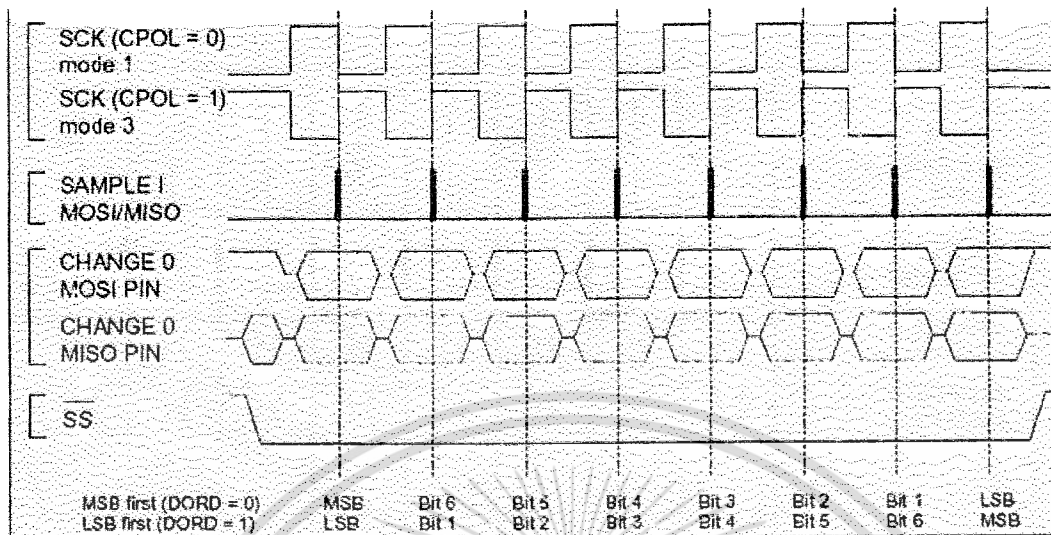 SCK (CPOL = 0)
mode 1
SCK (CPOL = 1)
mode 3
SAMPLE I
MOSI/MISO
CHANGE 0
MOSI PIN
CHANGE 0
MISO PIN
SS
MSB first (DORD = 0) MSB Bit 6 Bit 5 Bit 4 Bit 3 Bit 2 Bit 1 LSB
LSB first (DORD = 1) LSB Bit 1 Bit 2 Bit 3 Bit 4 Bit 5 Bit 6 MSB